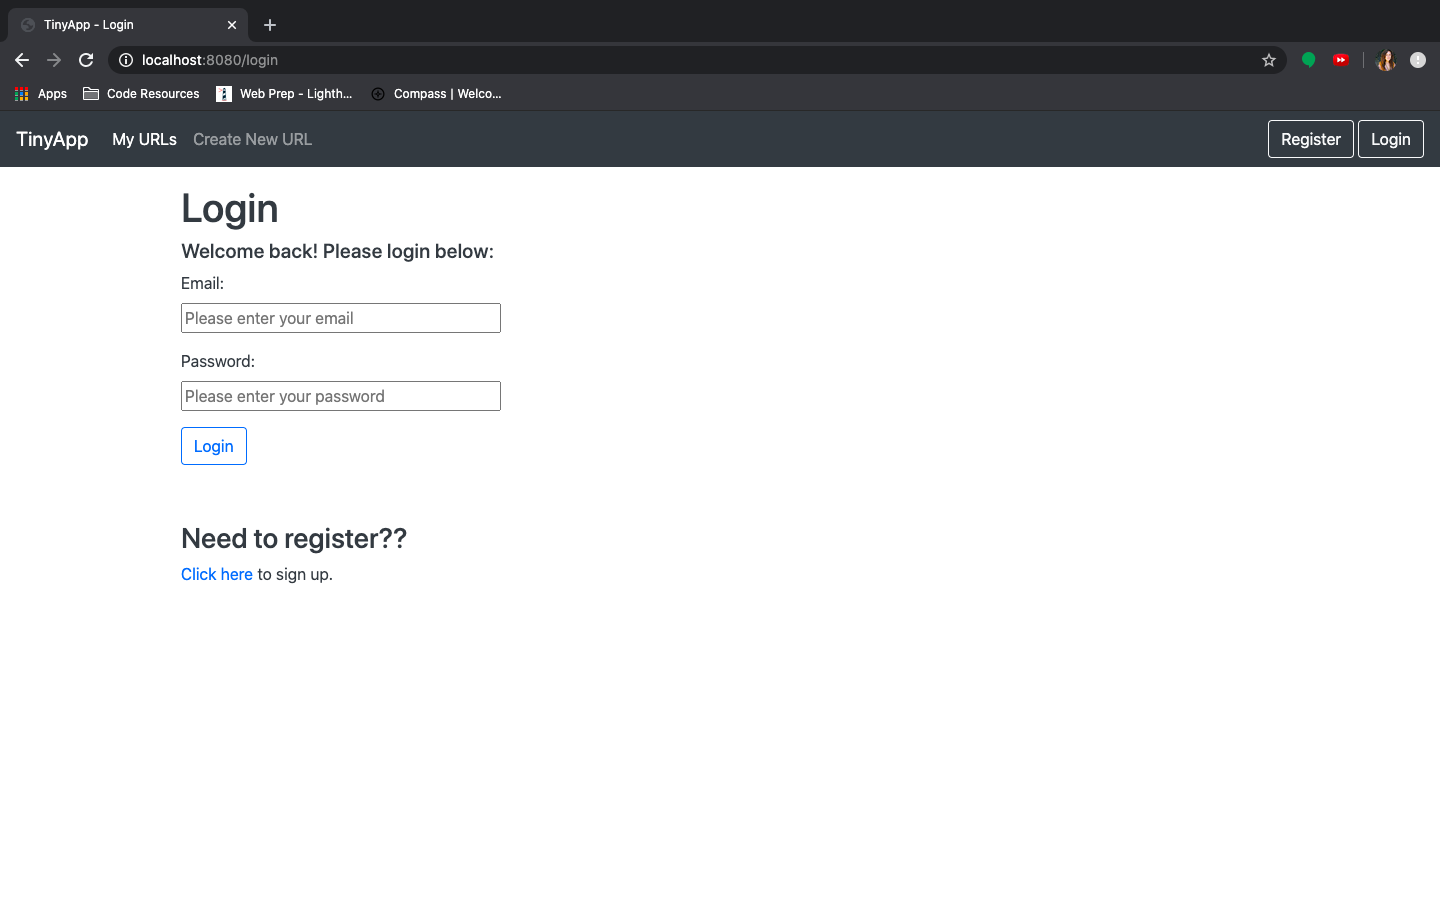 TinyApp - Login
localhost:8080/login
Apps Code Resources Web Prep - Lighth... Compass | Welco...
TinyApp My URLs Create New URL Register Login
Login
Welcome back! Please login below:
Email:
Please enter your email
Password:
Please enter your password
Login
Need to register??
Click here to sign up.